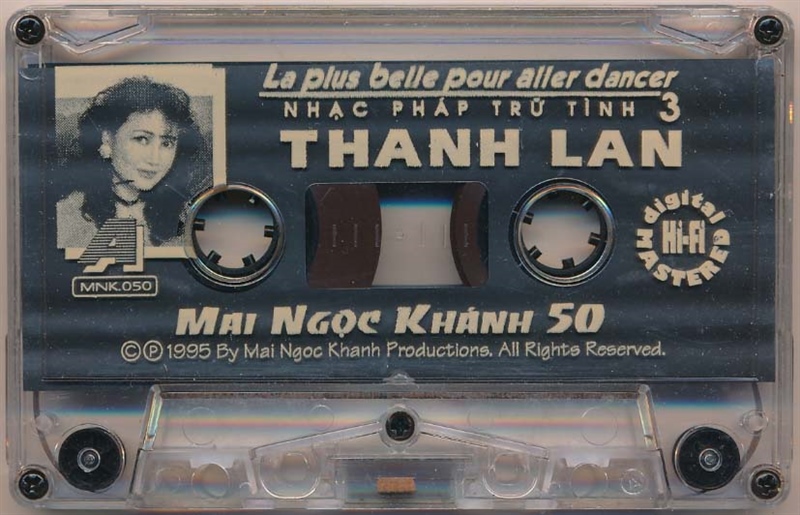 La plus belle pour aller dancer
NHẠC PHÁP TRỮ TÌNH 3
THANH LAN
A
MNK.050
digital
Hi-Fi
MASTERED
MAI NGỌC KHÁNH 50
©℗ 1995 By Mai Ngoc Khanh Productions. All Rights Reserved.